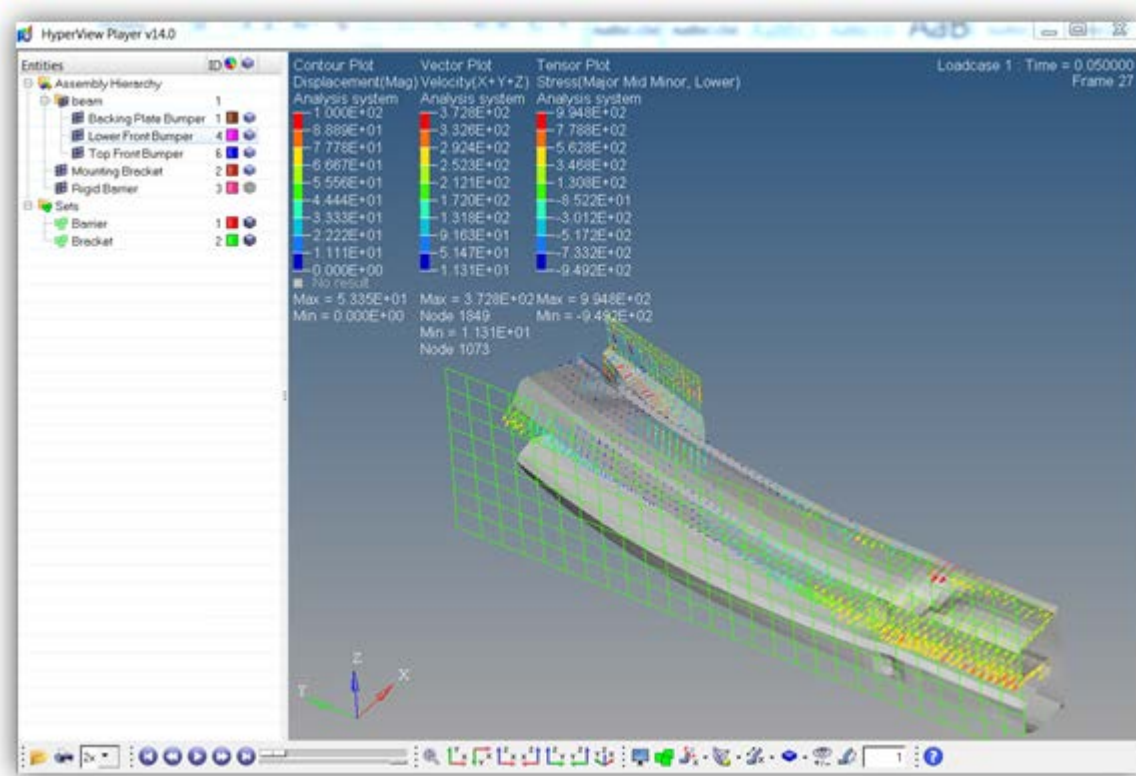 HyperView Player v14.0
Entities ID
Assembly Hierarchy
beam 1
Backing Plate Bumper 1
Lower Front Bumper 4
Top Front Bumper 6
Mounting Bracket 2
Rigid Barrier 3
Sets
Barrier 1
Bracket 2
Contour Plot
Displacement(Mag)
Analysis system
1.000E+02
8.889E+01
7.778E+01
6.667E+01
5.556E+01
4.444E+01
3.333E+01
2.222E+01
1.111E+01
0.000E+00
No result
Max = 5.335E+01
Min = 0.000E+00
Vector Plot
Velocity(X+Y+Z)
Analysis system
3.728E+02
3.326E+02
2.924E+02
2.523E+02
2.121E+02
1.720E+02
1.318E+02
9.163E+01
5.147E+01
1.131E+01
Max = 3.728E+02
Node 1849
Min = 1.131E+01
Node 1073
Tensor Plot
Stress(Major Mid Minor, Lower)
Analysis system
9.948E+02
7.788E+02
5.628E+02
3.468E+02
1.308E+02
-8.522E+01
-3.012E+02
-5.172E+02
-7.332E+02
-9.492E+02
Max = 9.948E+02
Min = -9.492E+02
Loadcase 1 : Time = 0.050000
Frame 27
Z
X
Y
2x
1